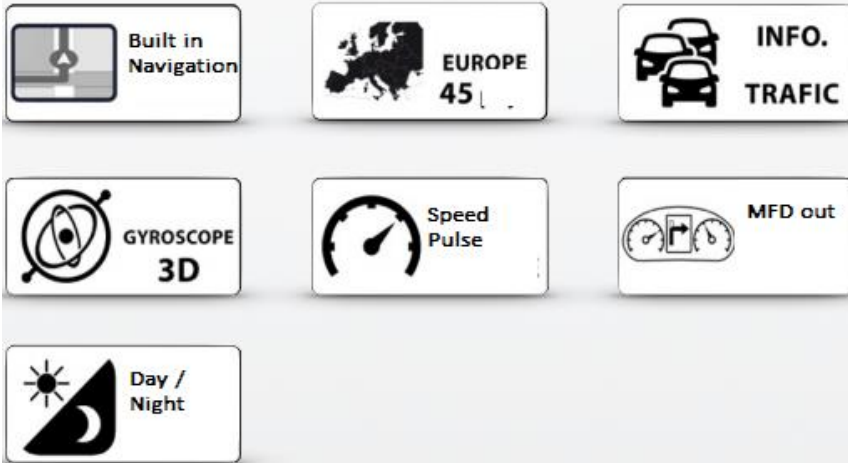 Built in
Navigation
EUROPE
45
INFO.
TRAFIC
GYROSCOPE
3D
Speed
Pulse
MFD out
Day /
Night